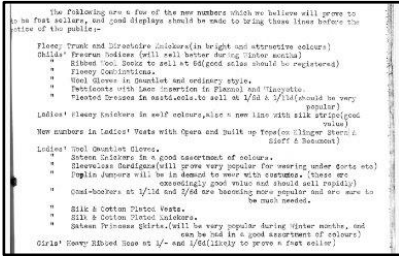 The following are a few of the new numbers which we believe will prove to
be fast sellers, and good displays should be made to bring these lines before the
notice of the public:-
Fleecy Trunk and Directoire Knickers(in bright and attractive colours)
Childs' Freerun Bodices (will sell better during Winter months)
" Ribbed Wool Socks to sell at 6d(good sales should be registered)
" Fleecy Combinations.
" Wool Gloves in Gauntlet and ordinary style.
" Petticoats with Lace insertion in Flannel and Wincyette.
" Pleated Dresses in asstd.cols.to sell at 1/6d & 1/11d(should be very
popular)
Ladies' Fleecy Knickers in self colours,also a new line with silk stripe(good
value)
New numbers in Ladies' Vests with Opera and built up Tops(ex Klinger Stern &
Sieff & Beaumont)
Ladies' Wool Gauntlet Gloves.
" Sateen Knickers in a good assortment of colours.
" Sleeveless Cardigans(will prove very popular for wearing under Coats etc)
" Poplin Jumpers will be in demand to wear with costumes. (these are
exceedingly good value and should sell rapidly)
" Cami-bockers at 1/11d and 2/6d are becoming more popular and are sure to
be much needed.
" Silk & Cotton Plated Vests.
" Silk & Cotton Plated Knickers.
" Sateen Princess Skirts.(will be very popular during Winter months, and
can be had in a good assortment of colours)
Girls' Heavy Ribbed Hose at 1/- and 1/6d(likely to prove a fast seller)